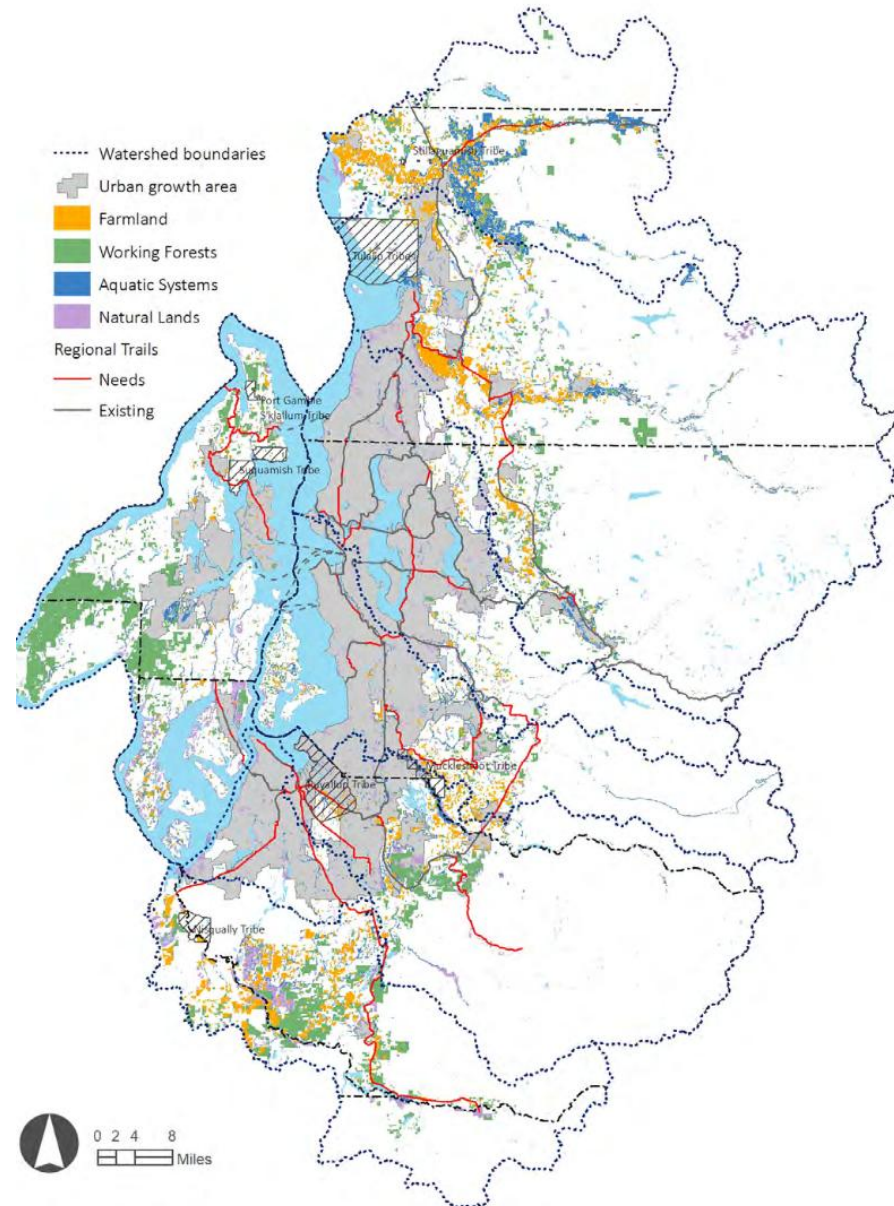 Watershed boundaries
Urban growth area
Farmland
Working Forests
Aquatic Systems
Natural Lands
Regional Trails
Needs
Existing
Stillaguamish Tribe
Tulalip Tribes
Port Gamble
S'klallum Tribe
Suquamish Tribe
Muckleshoot Tribe
Puyallup Tribe
Nisqually Tribe
0 2 4 8
Miles